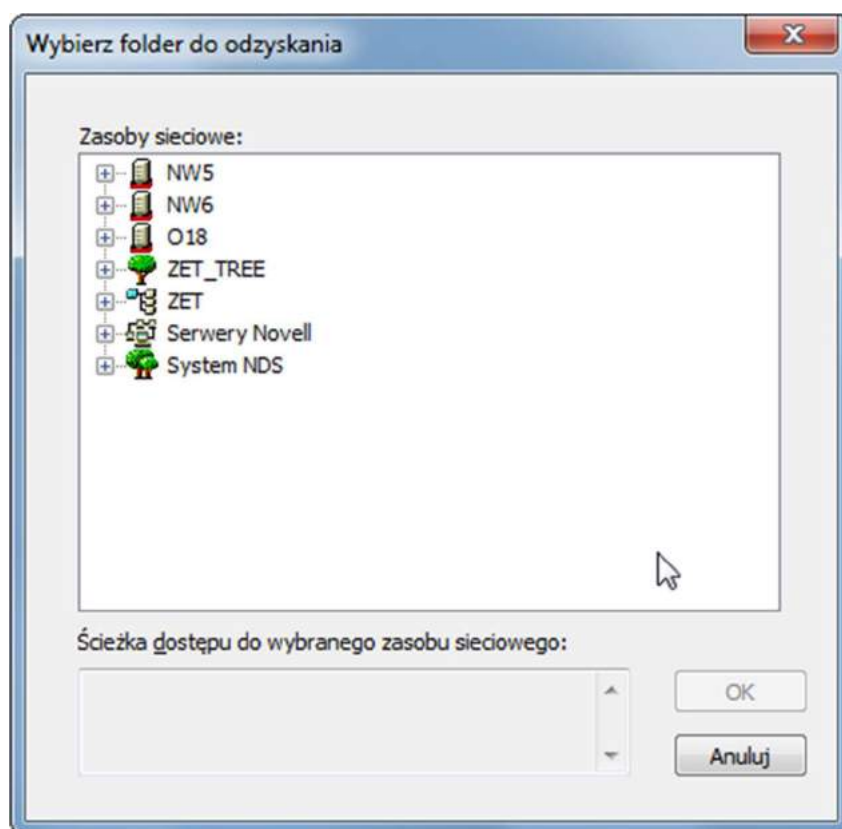 Wybierz folder do odzyskania
Zasoby sieciowe:
NW5
NW6
O18
ZET_TREE
ZET
Serwery Novell
System NDS
Ścieżka dostępu do wybranego zasobu sieciowego:
OK
Anuluj